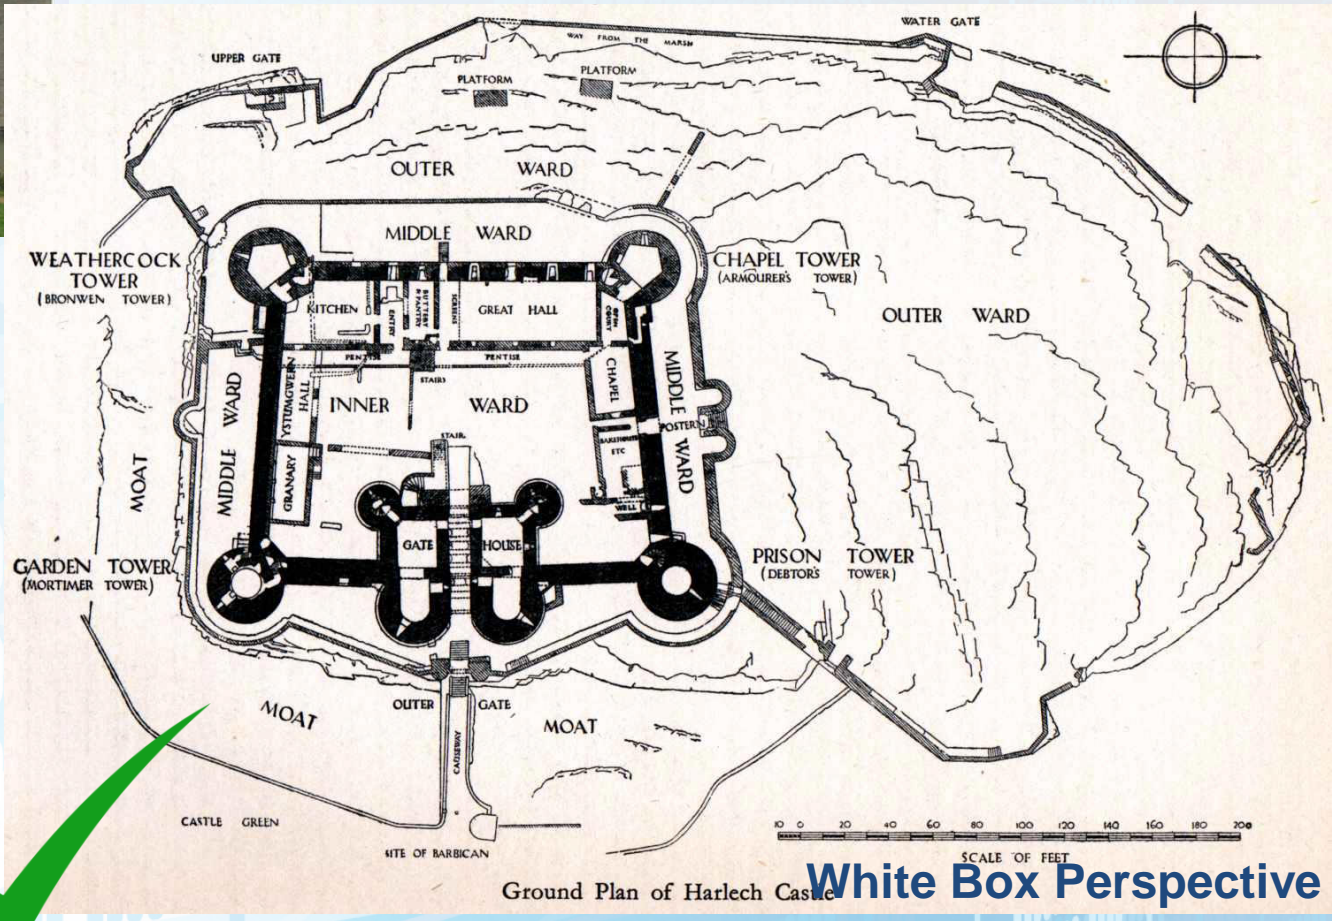 WATER GATE
WAY FROM THE MARSH
UPPER GATE
PLATFORM
PLATFORM
OUTER WARD
MIDDLE WARD
WEATHERCOCK
TOWER
(BRONWEN TOWER)
CHAPEL TOWER
(ARMOURER'S TOWER)
KITCHEN
ENTRY
BUTTERY
& PANTRY
SCREENS
GREAT HALL
OPEN
COURT
OUTER WARD
PENTISE
PENTISE
STAIRS
YSTUMGWERN
HALL
CHAPEL
MIDDLE WARD
INNER WARD
MIDDLE WARD
POSTERN
STAIR
BAKEHOUSE
ETC
MOAT
GRANARY
WELL
GATE HOUSE
GARDEN TOWER
(MORTIMER TOWER)
PRISON TOWER
(DEBTOR'S TOWER)
MOAT
OUTER GATE
MOAT
CAUSEWAY
CASTLE GREEN
SITE OF BARBICAN
10 0 20 40 60 80 100 120 140 160 180 200
SCALE OF FEET
Ground Plan of Harlech Castle
White Box Perspective